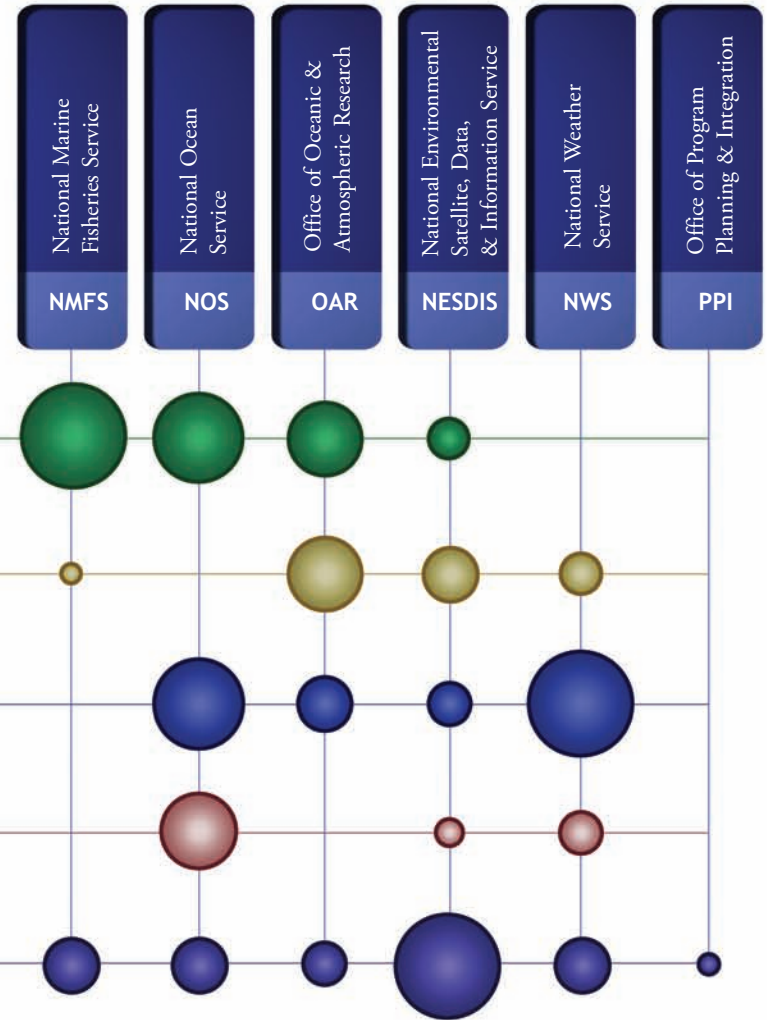 National Marine
Fisheries Service
NMFS
National Ocean
Service
NOS
Office of Oceanic &
Atmospheric Research
OAR
National Environmental
Satellite, Data,
& Information Service
NESDIS
National Weather
Service
NWS
Office of Program
Planning & Integration
PPI